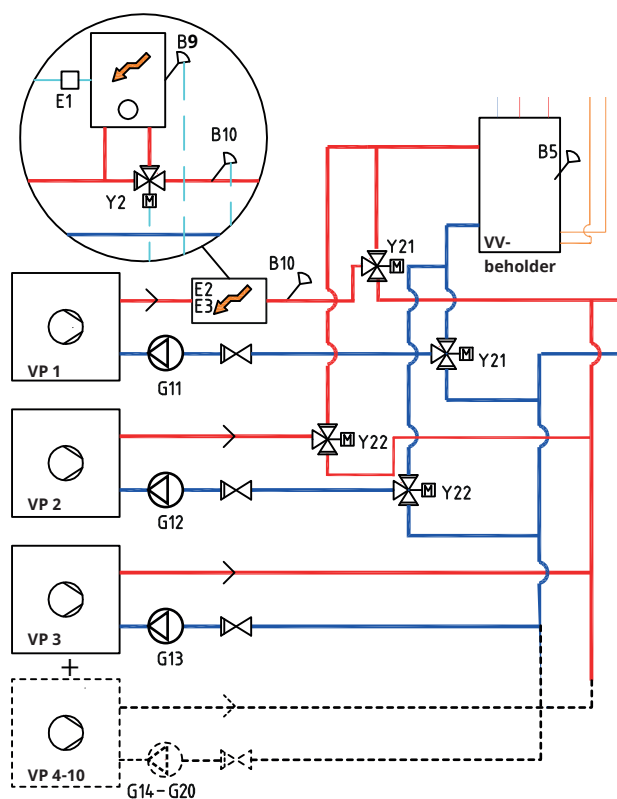 B9
E1
B10
Y2
M
B5
VV-
beholder
Y21
M
B10
E2
E3
VP 1
G11
M
Y21
VP 2
M
Y22
G12
M
Y22
VP 3
G13
+
VP 4-10
G14-G20